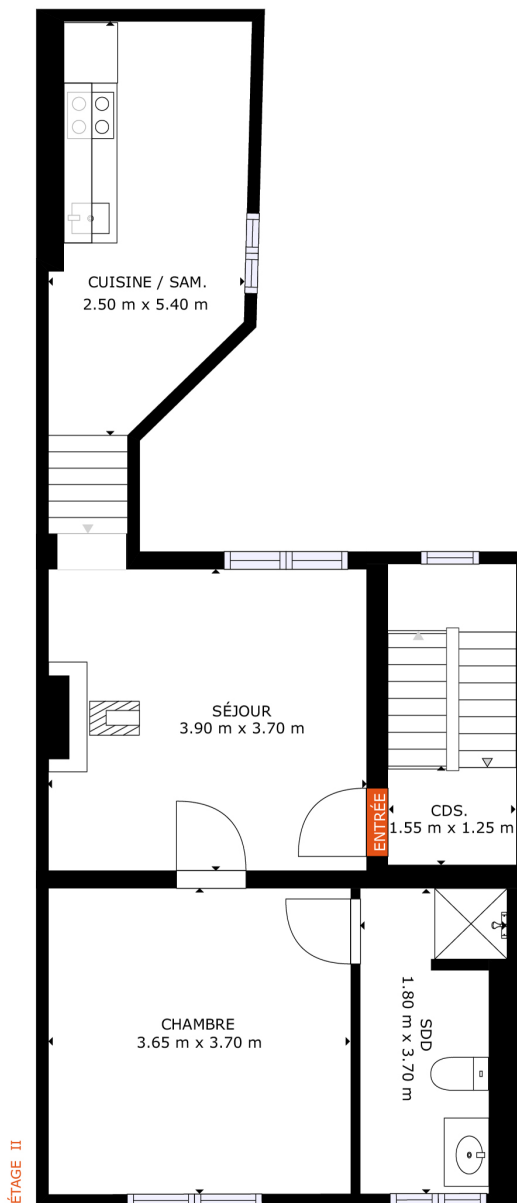 CUISINE / SAM.
2.50 m x 5.40 m
SÉJOUR
3.90 m x 3.70 m
ENTRÉE
CDS.
1.55 m x 1.25 m
CHAMBRE
3.65 m x 3.70 m
SDD
1.80 m x 3.70 m
ÉTAGE II